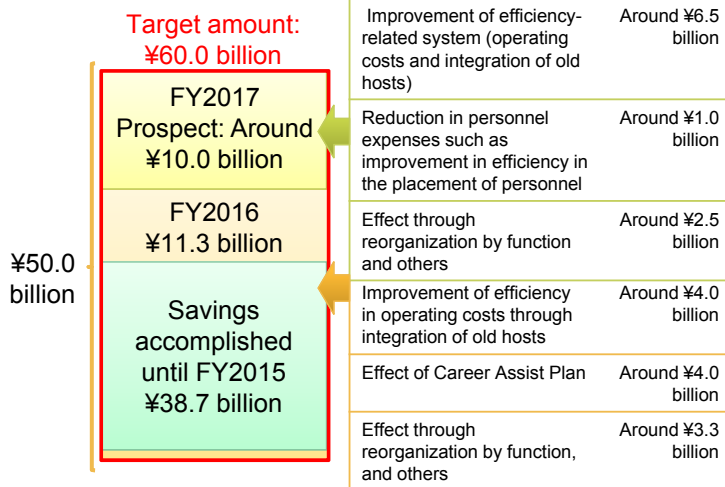 Target amount:
¥60.0 billion
FY2017
Prospect: Around
¥10.0 billion
FY2016
¥11.3 billion
¥50.0
billion
Savings
accomplished
until FY2015
¥38.7 billion
Improvement of efficiency-
related system (operating
costs and integration of old
hosts)
Around ¥6.5
billion
Reduction in personnel
expenses such as
improvement in efficiency in
the placement of personnel
Around ¥1.0
billion
Effect through
reorganization by function
and others
Around ¥2.5
billion
Improvement of efficiency
in operating costs through
integration of old hosts
Around ¥4.0
billion
Effect of Career Assist Plan
Around ¥4.0
billion
Effect through
reorganization by function,
and others
Around ¥3.3
billion